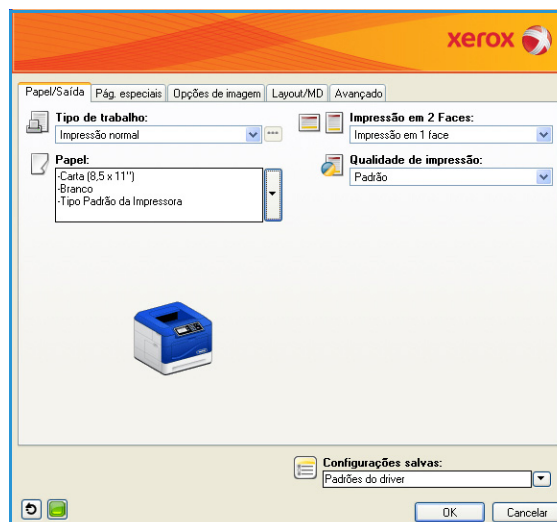 xerox
Papel/Saída Pág. especiais Opções de imagem Layout/MD Avançado
Tipo de trabalho:
Impressão normal
Impressão em 2 Faces:
Impressão em 1 face
Papel:
-Carta (8,5 x 11")
-Branco
-Tipo Padrão da Impressora
Qualidade de impressão:
Padrão
Configurações salvas:
Padrões do driver
OK Cancelar